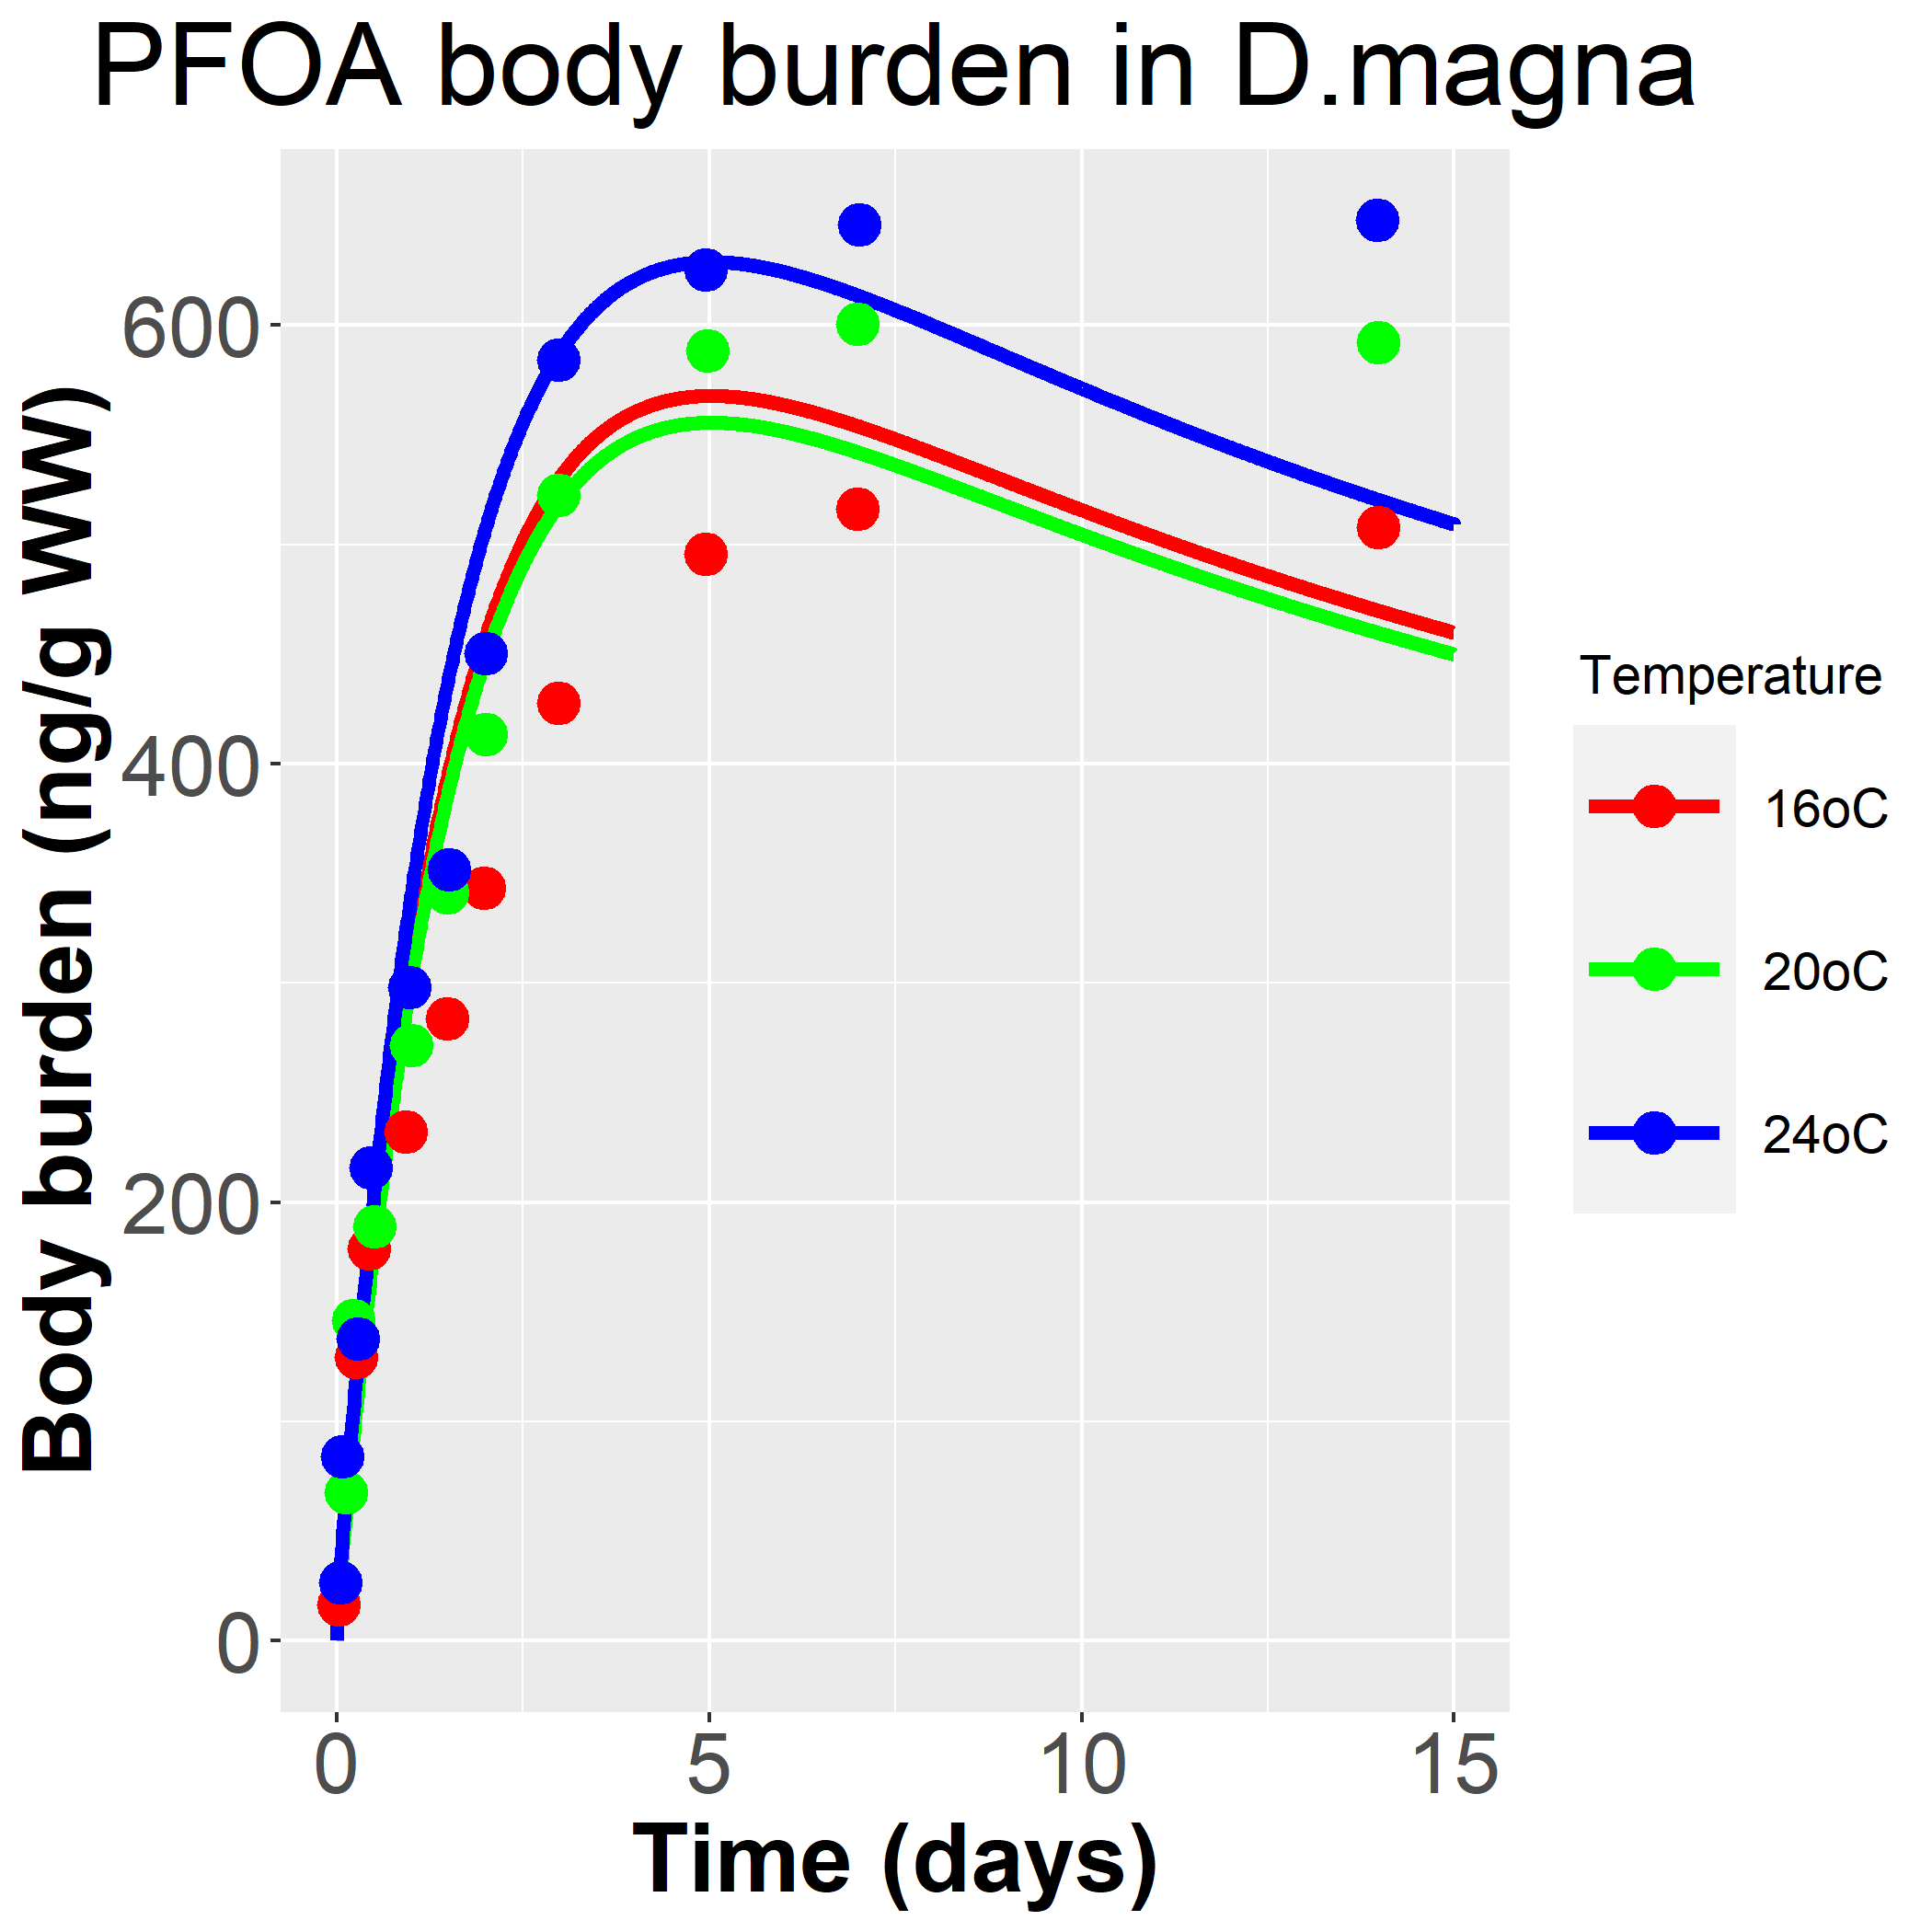 PFOA body burden in D.magna
Body burden (ng/g WW)
600
400
200
0
0 5 10 15
Time (days)
Temperature
16oC
20oC
24oC